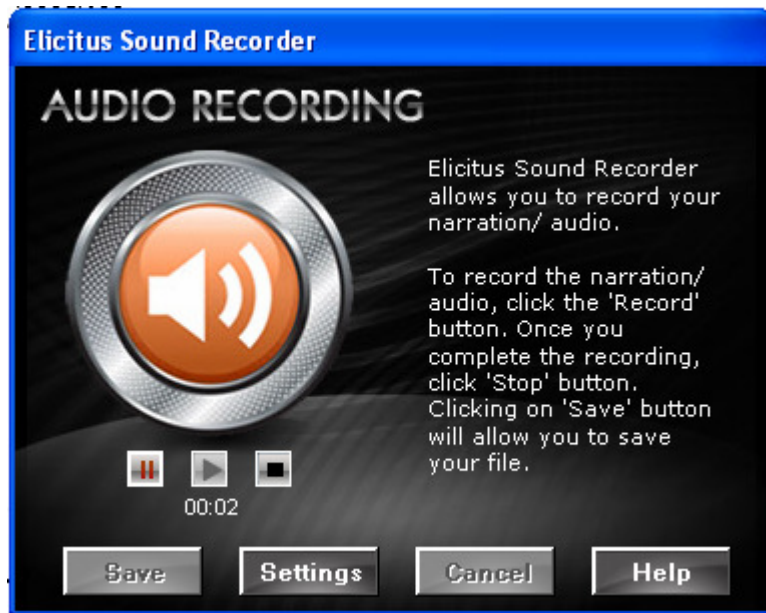 Elicitus Sound Recorder
AUDIO RECORDING
Elicitus Sound Recorder
allows you to record your
narration/ audio.
To record the narration/
audio, click the 'Record'
button. Once you
complete the recording,
click 'Stop' button.
Clicking on 'Save' button
will allow you to save
your file.
00:02
Save
Settings
Cancel
Help